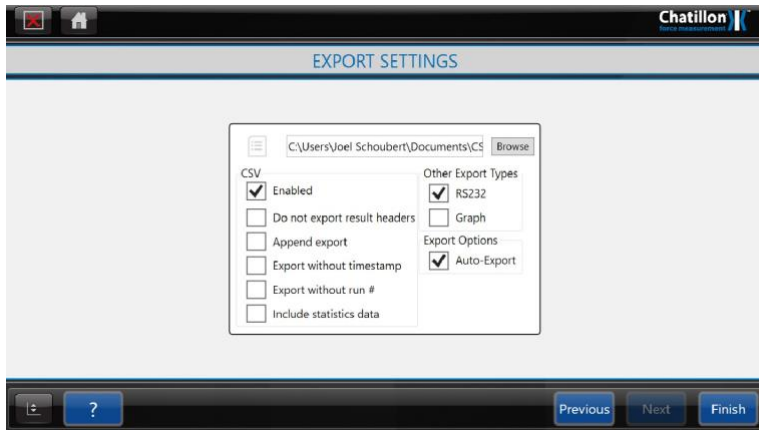 Chatillon
force measurement
EXPORT SETTINGS
C:\Users\Joel Schoubert\Documents\CS
Browse
CSV
Enabled
Do not export result headers
Append export
Export without timestamp
Export without run #
Include statistics data
Other Export Types
RS232
Graph
Export Options
Auto-Export
?
Previous
Next
Finish